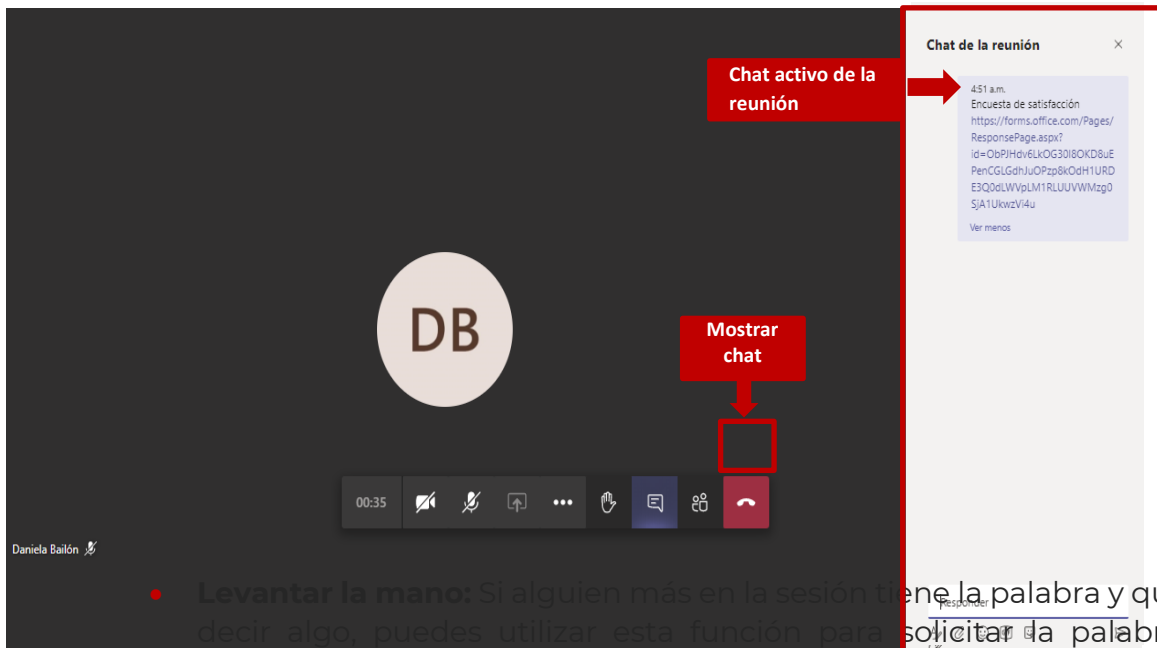 Chat de la reunión
Chat activo de la
reunión
4:51 a.m.
Encuesta de satisfacción
https://forms.office.com/Pages/
ResponsePage.aspx?
id=ObPJHdv6LkOG30I8OKD8uE
PenCGLGdhJuOPzp8kOdH1URD
E3Q0dLWVpLM1RLUUVWMzg0
SjA1UkwzVi4u
Ver menos
DB
Mostrar
chat
00:35
Daniela Bailón
• Levantar la mano: Si alguien más en la sesión tiene la palabra y qu
Responder
decir algo, puedes utilizar esta función para solicitar la palabr